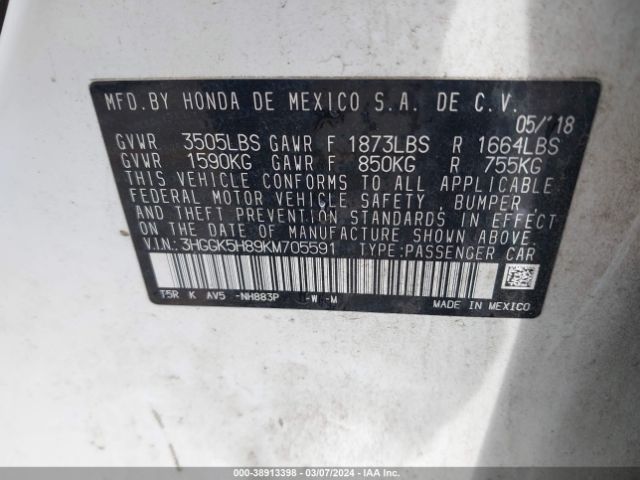 MFD. BY HONDA DE MEXICO S.A. DE C.V.
05/'18
GVWR 3505LBS GAWR F 1873LBS R 1664LBS
GVWR 1590KG GAWR F 850KG R 755KG
THIS VEHICLE CONFORMS TO ALL APPLICABLE
FEDERAL MOTOR VEHICLE SAFETY, BUMPER,
AND THEFT PREVENTION STANDARDS IN EFFECT
ON THE DATE OF MANUFACTURE SHOWN ABOVE.
V.I.N.: 3HGGK5H89KM705591 TYPE: PASSENGER CAR
T5R K AV5 -NH883P -W -M
MADE IN MEXICO
000-38913398 - 03/07/2024 - IAA Inc.